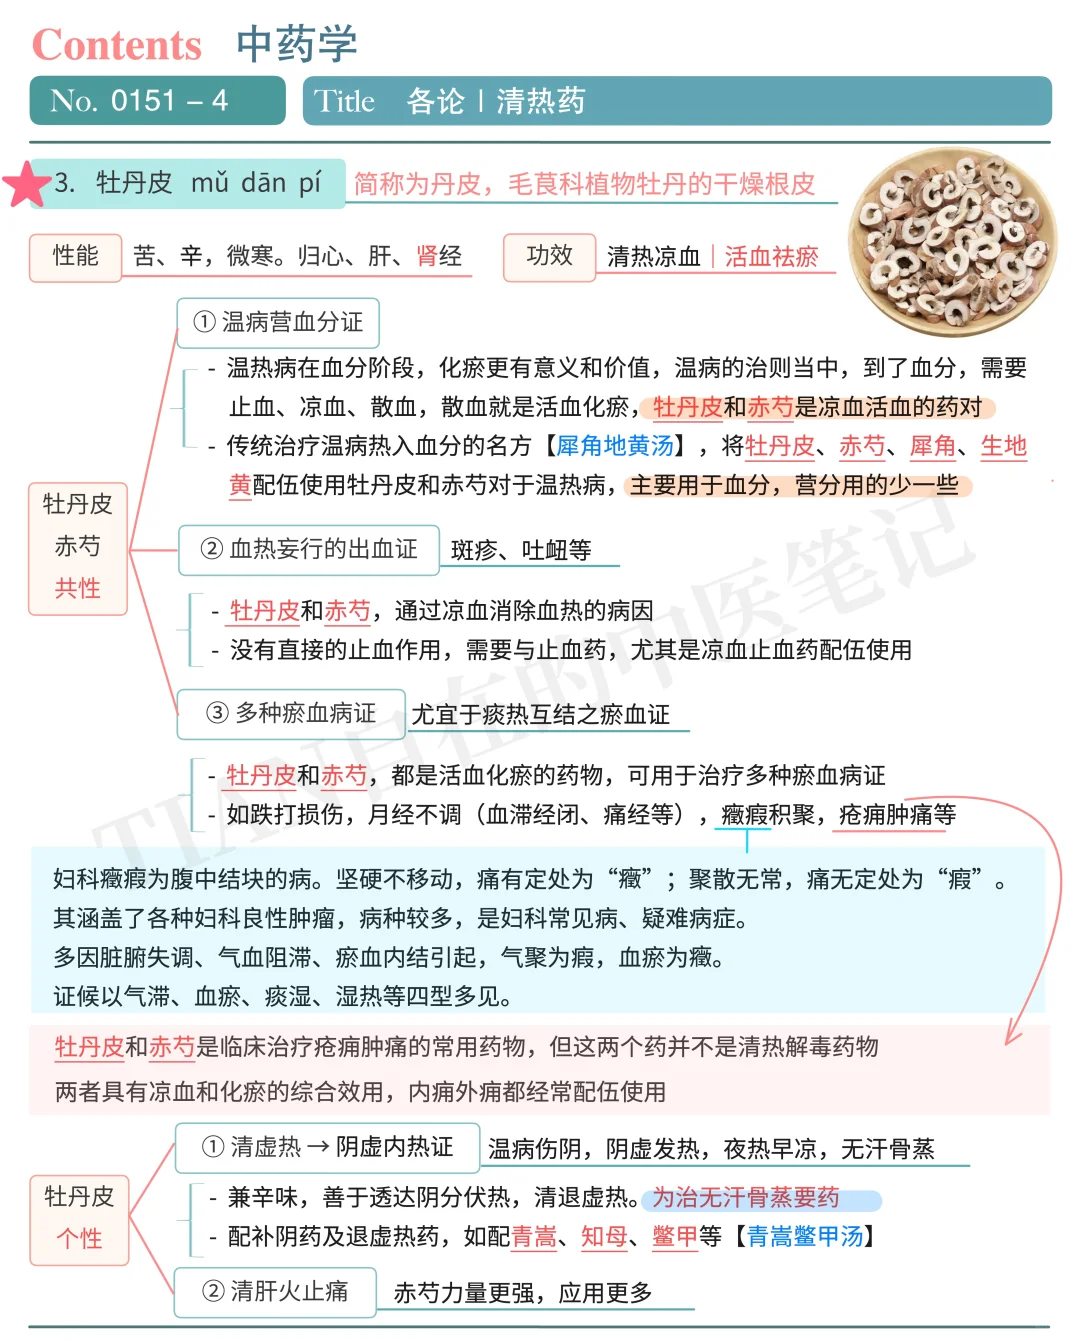 Contents 中药学
No. 0151 – 4
Title 各论 | 清热药
3. 牡丹皮 mǔ dān pí 简称为丹皮，毛茛科植物牡丹的干燥根皮
性能 苦、辛，微寒。归心、肝、肾经 功效 清热凉血｜活血祛瘀
① 温病营血分证
- 温热病在血分阶段，化瘀更有意义和价值，温病的治则当中，到了血分，需要
止血、凉血、散血，散血就是活血化瘀，牡丹皮和赤芍是凉血活血的药对
- 传统治疗温病热入血分的名方【犀角地黄汤】，将牡丹皮、赤芍、犀角、生地
黄配伍使用牡丹皮和赤芍对于温热病，主要用于血分，营分用的少一些
牡丹皮
赤芍
共性
② 血热妄行的出血证 斑疹、吐衄等
- 牡丹皮和赤芍，通过凉血消除血热的病因
- 没有直接的止血作用，需要与止血药，尤其是凉血止血药配伍使用
③ 多种瘀血病证 尤宜于痰热互结之瘀血证
- 牡丹皮和赤芍，都是活血化瘀的药物，可用于治疗多种瘀血病证
- 如跌打损伤，月经不调（血滞经闭、痛经等），癥瘕积聚，疮痈肿痛等
妇科癥瘕为腹中结块的病。坚硬不移动，痛有定处为“癥”；聚散无常，痛无定处为“瘕”。
其涵盖了各种妇科良性肿瘤，病种较多，是妇科常见病、疑难病症。
多因脏腑失调、气血阻滞、瘀血内结引起，气聚为瘕，血瘀为癥。
证候以气滞、血瘀、痰湿、湿热等四型多见。
牡丹皮和赤芍是临床治疗疮痈肿痛的常用药物，但这两个药并不是清热解毒药物
两者具有凉血和化瘀的综合效用，内痈外痈都经常配伍使用
① 清虚热 → 阴虚内热证 温病伤阴，阴虚发热，夜热早凉，无汗骨蒸
牡丹皮
个性
- 兼辛味，善于透达阴分伏热，清退虚热。为治无汗骨蒸要药
- 配补阴药及退虚热药，如配青蒿、知母、鳖甲等【青蒿鳖甲汤】
② 清肝火止痛 赤芍力量更强，应用更多
TIAN自在的中医笔记